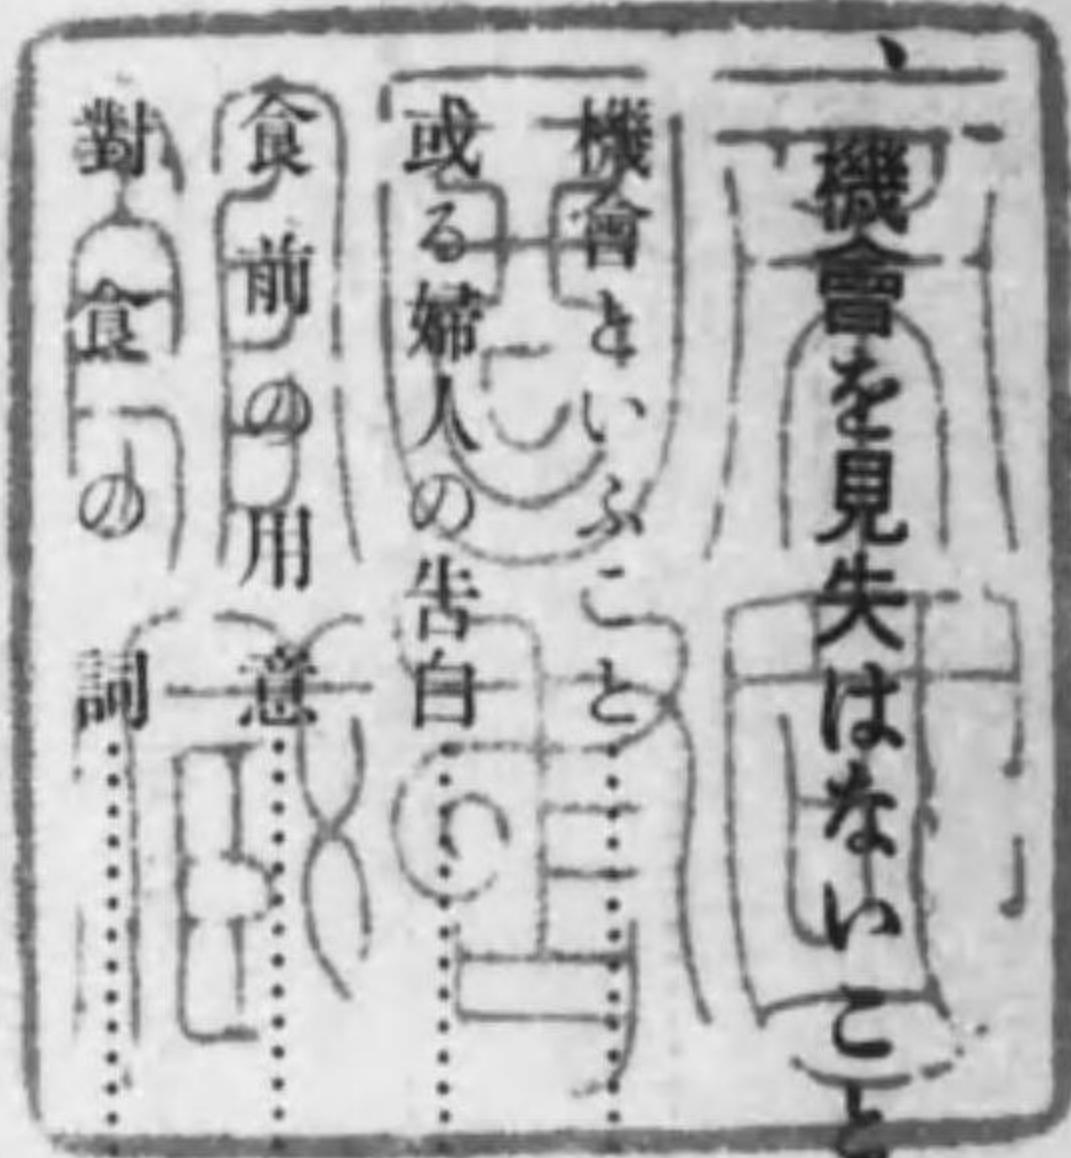 、機會を見失はないこと
機會といふこと
或る婦人の告白
食前の用意
對食の詞